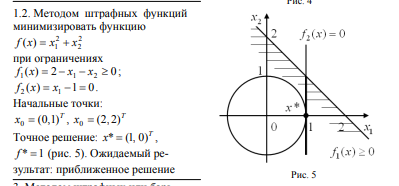 Рис. 4
1.2. Методом штрафных функций
минимизировать функцию
f(x) = x₁² + x₂²
при ограничениях
f₁(x) = 2 − x₁ − x₂ ≥ 0;
f₂(x) = x₁ − 1 = 0.
Начальные точки:
x₀ = (0,1)ᵀ, x₀ = (2,2)ᵀ
Точное решение: x* = (1, 0)ᵀ,
f* = 1 (рис. 5). Ожидаемый ре-
зультат: приближенное решение
x₂
f₂(x) = 0
2
1
x*
0
1
2
x₁
f₁(x) ≥ 0
Рис. 5